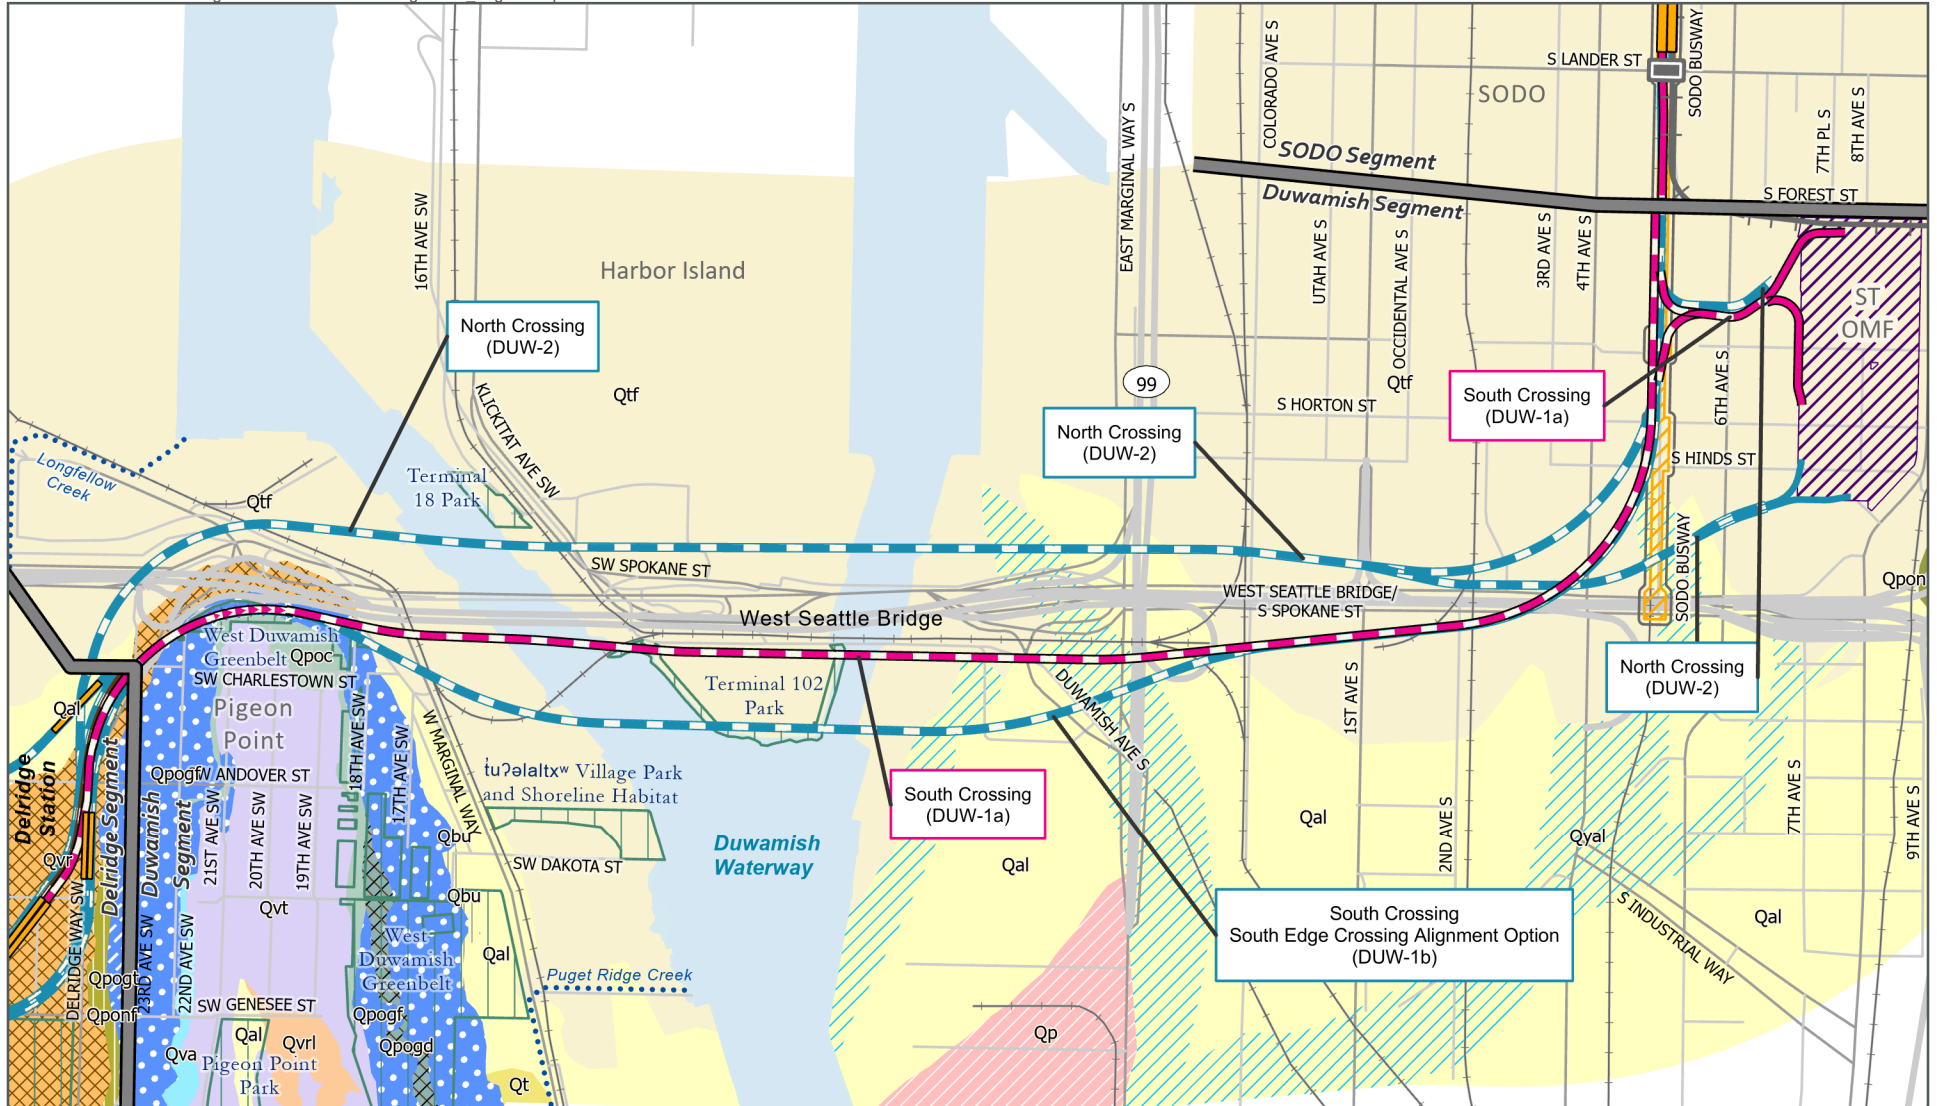 S LANDER ST
SODO BUSWAY
COLORADO AVE S
SODO
EAST MARGINAL WAY S
7TH PL S
8TH AVE S
SODO Segment
Duwamish Segment
S FOREST ST
16TH AVE SW
Harbor Island
UTAH AVE S
OCCIDENTAL AVE S
3RD AVE S
4TH AVE S
ST
OMF
North Crossing
(DUW-2)
Qtf
KLICKITAT AVE SW
99
Qtf
S HORTON ST
South Crossing
(DUW-1a)
6TH AVE S
North Crossing
(DUW-2)
S HINDS ST
Longfellow
Creek
Terminal
18 Park
Qtf
SW SPOKANE ST
SODO BUSWAY
WEST SEATTLE BRIDGE/
S SPOKANE ST
Qpon
West Seattle Bridge
West Duwamish
Greenbelt
Qpoc
SW CHARLESTOWN ST
Pigeon
Point
Terminal 102
Park
DUWAMISH AVE S
1ST AVE S
North Crossing
(DUW-2)
Qal
18TH AVE SW
17TH AVE SW
W MARGINAL WAY
Delridge
Station
Delridge Segment
Duwamish
Segment
Qpogf
W ANDOVER ST
t̓uʔəlaltxʷ Village Park
and Shoreline Habitat
South Crossing
(DUW-1a)
21ST AVE SW
20TH AVE SW
19TH AVE SW
Qbu
Duwamish
Waterway
SW DAKOTA ST
Qal
Qal
2ND AVE S
Qyal
7TH AVE S
9TH AVE S
Qvr
DELRIDGE WAY SW
Qbu
Qvt
South Crossing
South Edge Crossing Alignment Option
(DUW-1b)
S INDUSTRIAL WAY
Qal
West
Duwamish
Greenbelt
Qal
23RD AVE SW
22ND AVE SW
Puget Ridge Creek
Qpogt
Qponf
SW GENESEE ST
Qpogf
Qal
Qvrl
Qpogd
Qva
Pigeon Point
Park
Qt
Qp